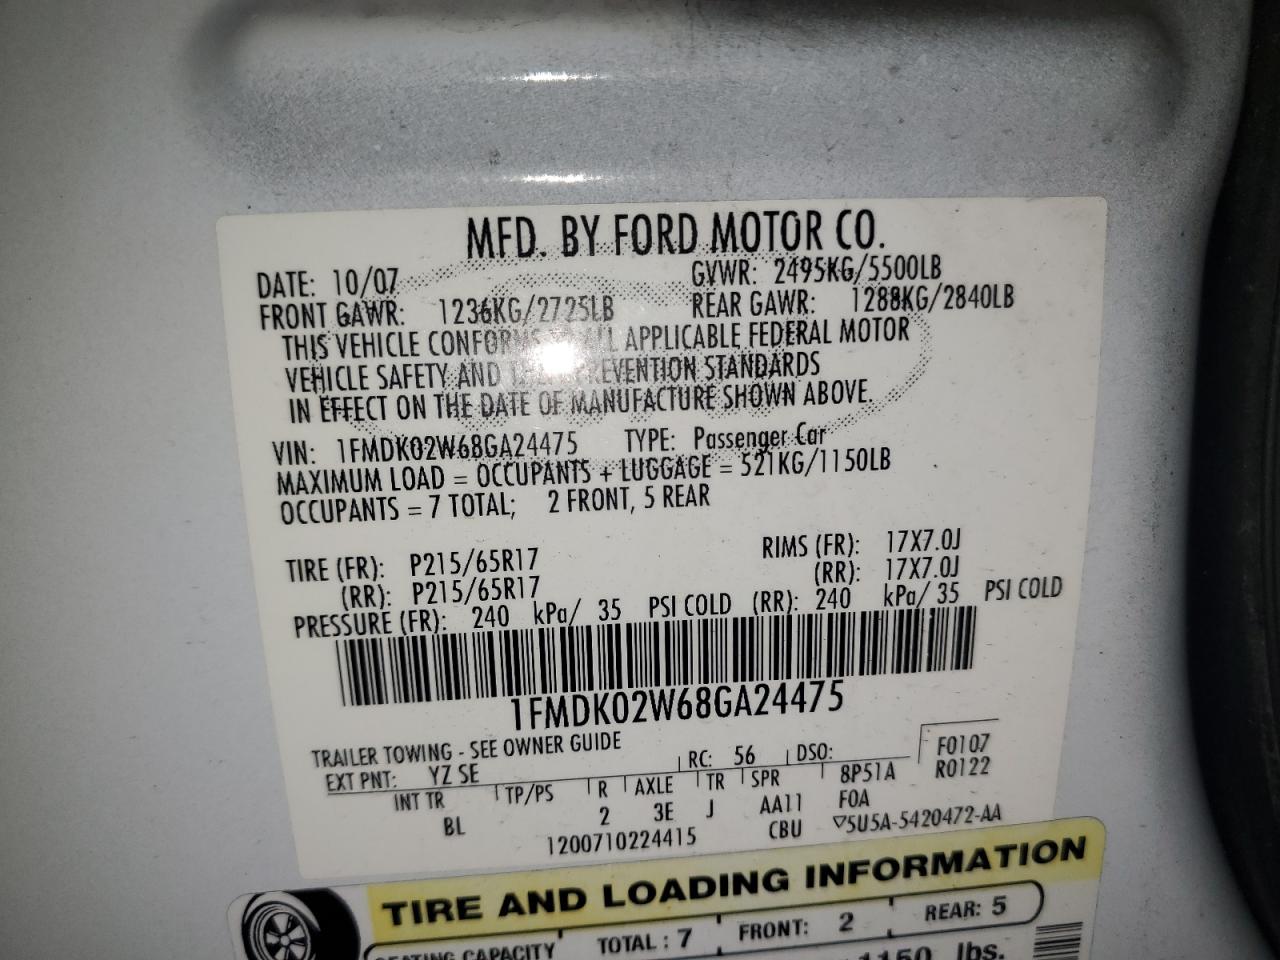 MFD. BY FORD MOTOR CO.
DATE: 10/07 GVWR: 2495KG/5500LB
FRONT GAWR: 1236KG/2725LB REAR GAWR: 1288KG/2840LB
THIS VEHICLE CONFORMS ALL APPLICABLE FEDERAL MOTOR
VEHICLE SAFETY AND PREVENTION STANDARDS
IN EFFECT ON THE DATE OF MANUFACTURE SHOWN ABOVE.
VIN: 1FMDK02W68GA24475 TYPE: Passenger Car
MAXIMUM LOAD = OCCUPANTS + LUGGAGE = 521KG/1150LB
OCCUPANTS = 7 TOTAL; 2 FRONT, 5 REAR
TIRE (FR): P215/65R17 RIMS (FR): 17X7.0J
(RR): P215/65R17 (RR): 17X7.0J
PRESSURE (FR): 240 kPa/ 35 PSI COLD (RR): 240 kPa/ 35 PSI COLD
1FMDK02W68GA24475
TRAILER TOWING - SEE OWNER GUIDE
EXT PNT: YZ SE RC: 56 DSO: F0107
INT TR TP/PS R AXLE TR SPR 8P51A R0122
BL 2 3E J AA11 F0A
1200710224415 CBU ▽5U5A-5420472-AA
TIRE AND LOADING INFORMATION
SEATING CAPACITY TOTAL : 7 FRONT: 2 REAR: 5
1150 lbs.